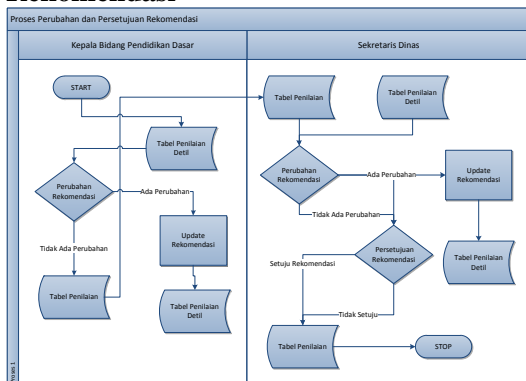 Proses Perubahan dan Persetujuan Rekomendasi
Kepala Bidang Pendidikan Dasar
Sekretaris Dinas
START
Tabel Penilaian
Detil
Perubahan
Rekomendasi
Ada Perubahan
Update
Rekomendasi
Tidak Ada Perubahan
Tabel Penilaian
Tabel Penilaian
Detil
Tabel Penilaian
Tabel Penilaian
Detil
Perubahan
Rekomendasi
Ada Perubahan
Update
Rekomendasi
Tidak Ada Perubahan
Persetujuan
Rekomendasi
Tabel Penilaian
Detil
Setuju Rekomendasi
Tidak Setuju
Tabel Penilaian
STOP
Proses 1